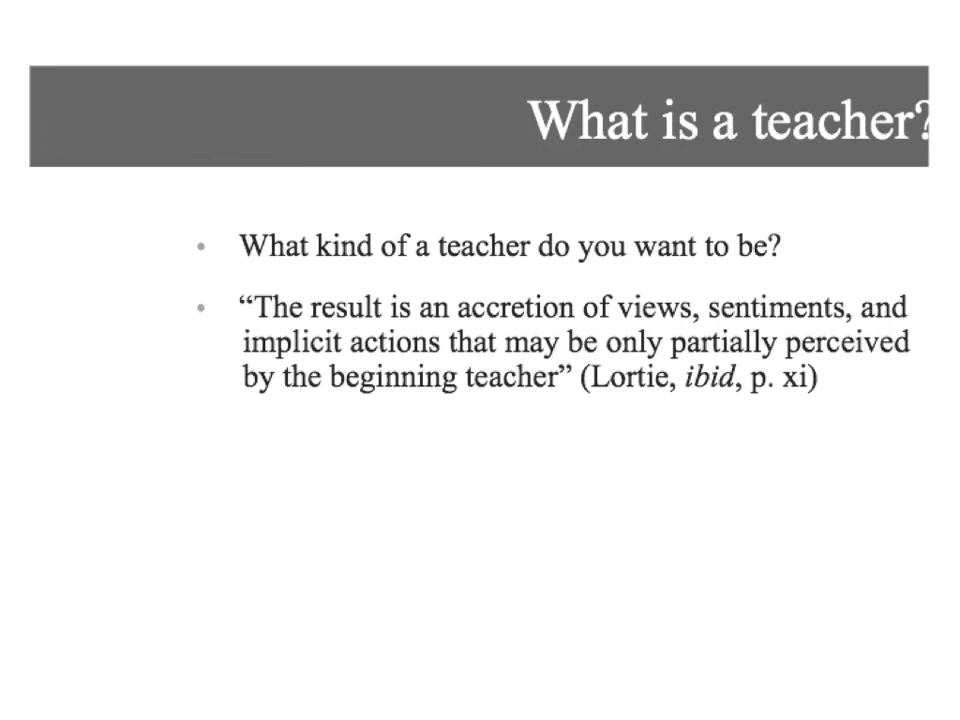 What is a teacher?
• What kind of a teacher do you want to be?
• “The result is an accretion of views, sentiments, and
implicit actions that may be only partially perceived
by the beginning teacher” (Lortie, ibid, p. xi)